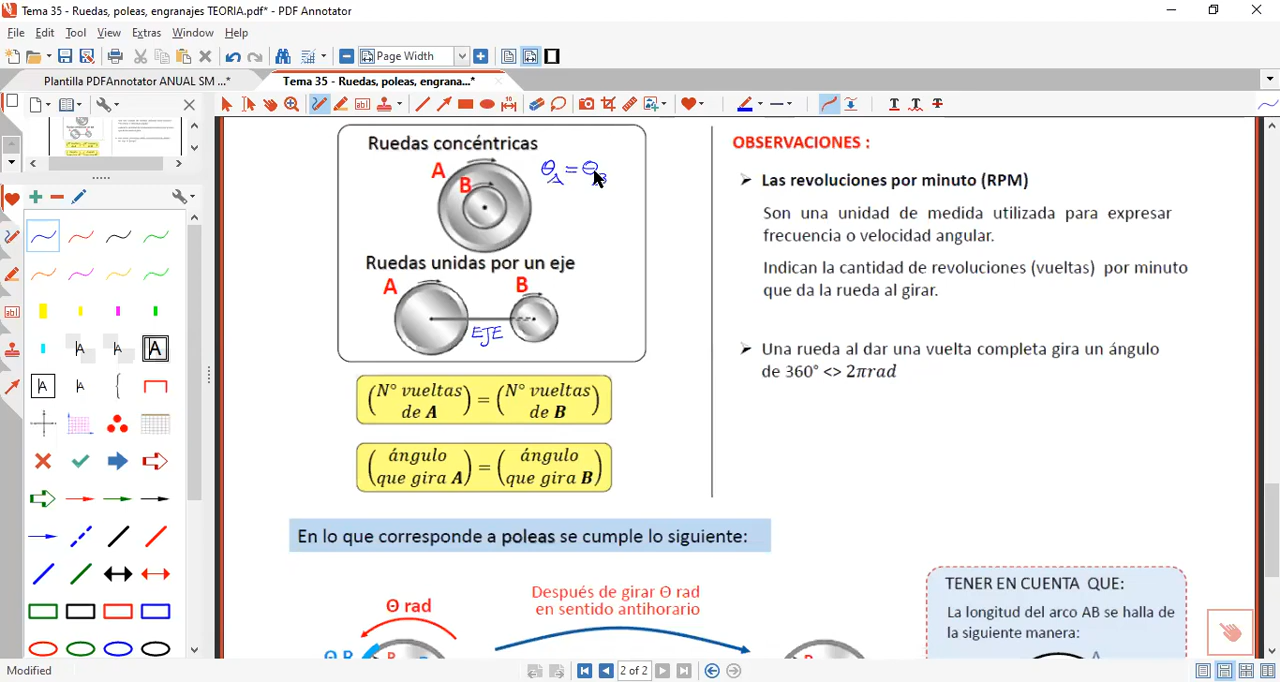 Tema 35 - Ruedas, poleas, engranajes TEORIA.pdf* - PDF Annotator
File Edit Tool View Extras Window Help
Page Width
Plantilla PDFAnnotator ANUAL SM ...*
Tema 35 - Ruedas, poleas, engrana...*
Ruedas concéntricas
A
B
θA = θB
Ruedas unidas por un eje
A
B
EJE
(N° vueltas de A) = (N° vueltas de B)
(ángulo que gira A) = (ángulo que gira B)
OBSERVACIONES :
Las revoluciones por minuto (RPM)
Son una unidad de medida utilizada para expresar
frecuencia o velocidad angular.
Indican la cantidad de revoluciones (vueltas) por minuto
que da la rueda al girar.
Una rueda al dar una vuelta completa gira un ángulo
de 360° <> 2πrad
En lo que corresponde a poleas se cumple lo siguiente:
Θ rad
Después de girar Θ rad
en sentido antihorario
Θ R
TENER EN CUENTA QUE:
La longitud del arco AB se halla de
la siguiente manera:
A
Modified
2 of 2